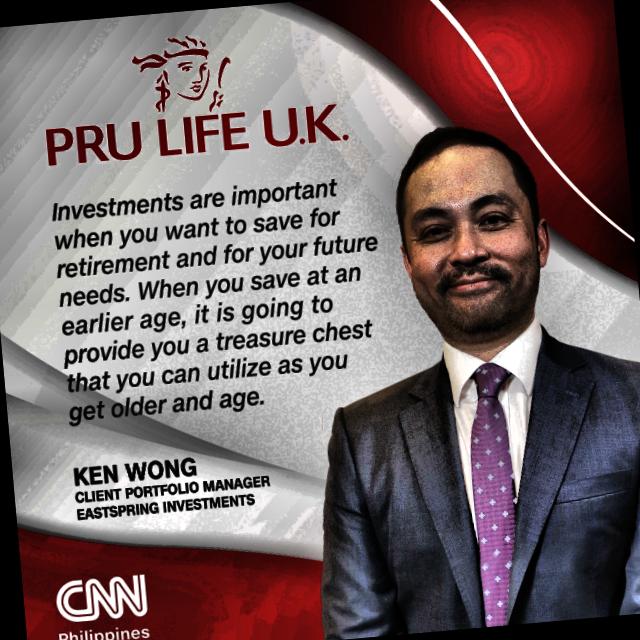 PRU LIFE U.K.
Investments are important
when you want to save for
retirement and for your future
needs. When you save at an
earlier age, it is going to
provide you a treasure chest
that you can utilize as you
get older and age.
KEN WONG
CLIENT PORTFOLIO MANAGER
EASTSPRING INVESTMENTS
CNN
Philippines